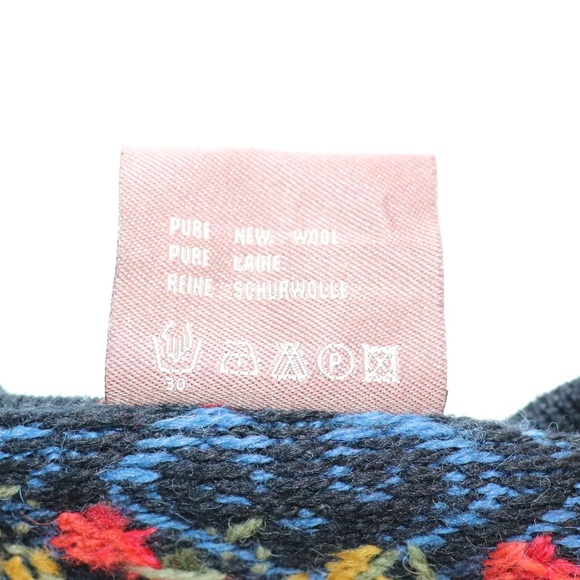 PURE NEW WOOL
PURE LAINE
REINE SCHURWOLLE
30 P